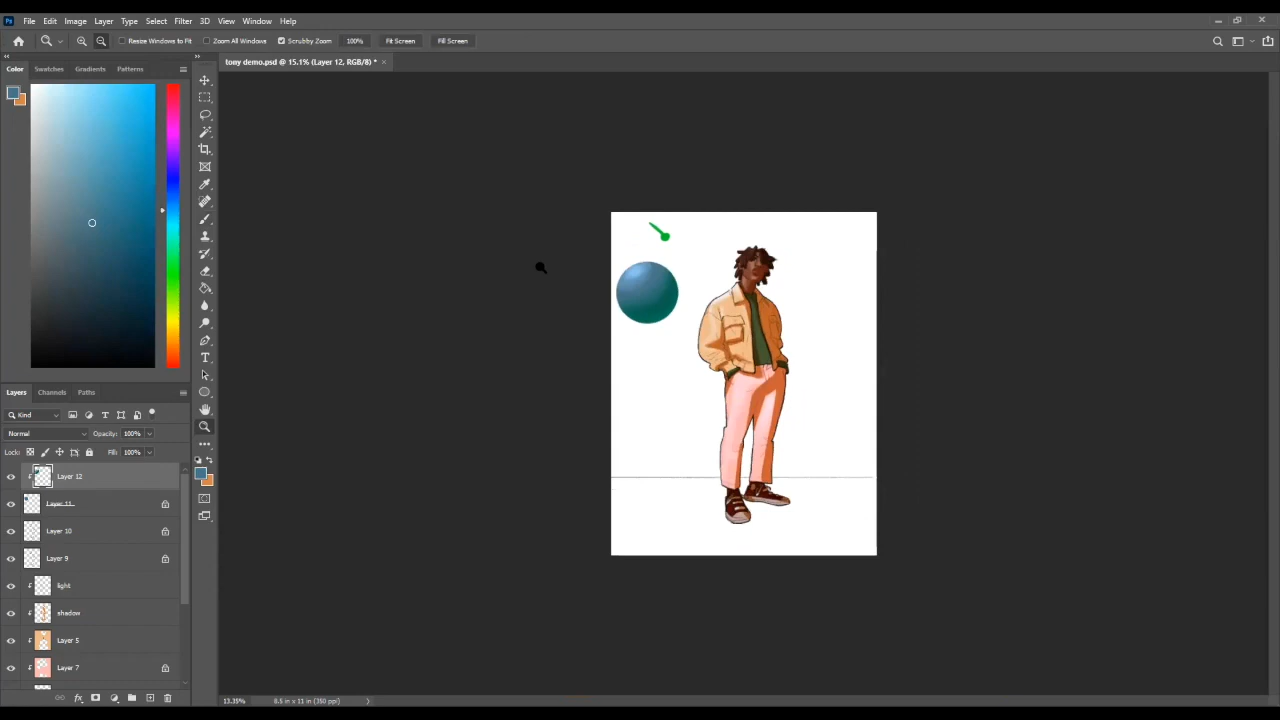 Ps File Edit Image Layer Type Select Filter 3D View Window Help
Resize Windows to Fit Zoom All Windows Scrubby Zoom 100% Fit Screen Fill Screen
Color Swatches Gradients Patterns
tony demo.psd @ 15.1% (Layer 12, RGB/8) *
Layers Channels Paths
Kind
Normal Opacity: 100%
Lock: Fill: 100%
Layer 12
Layer 11
Layer 10
Layer 9
light
shadow
Layer 5
Layer 7
fx
13.35% 8.5 in x 11 in (350 ppi)